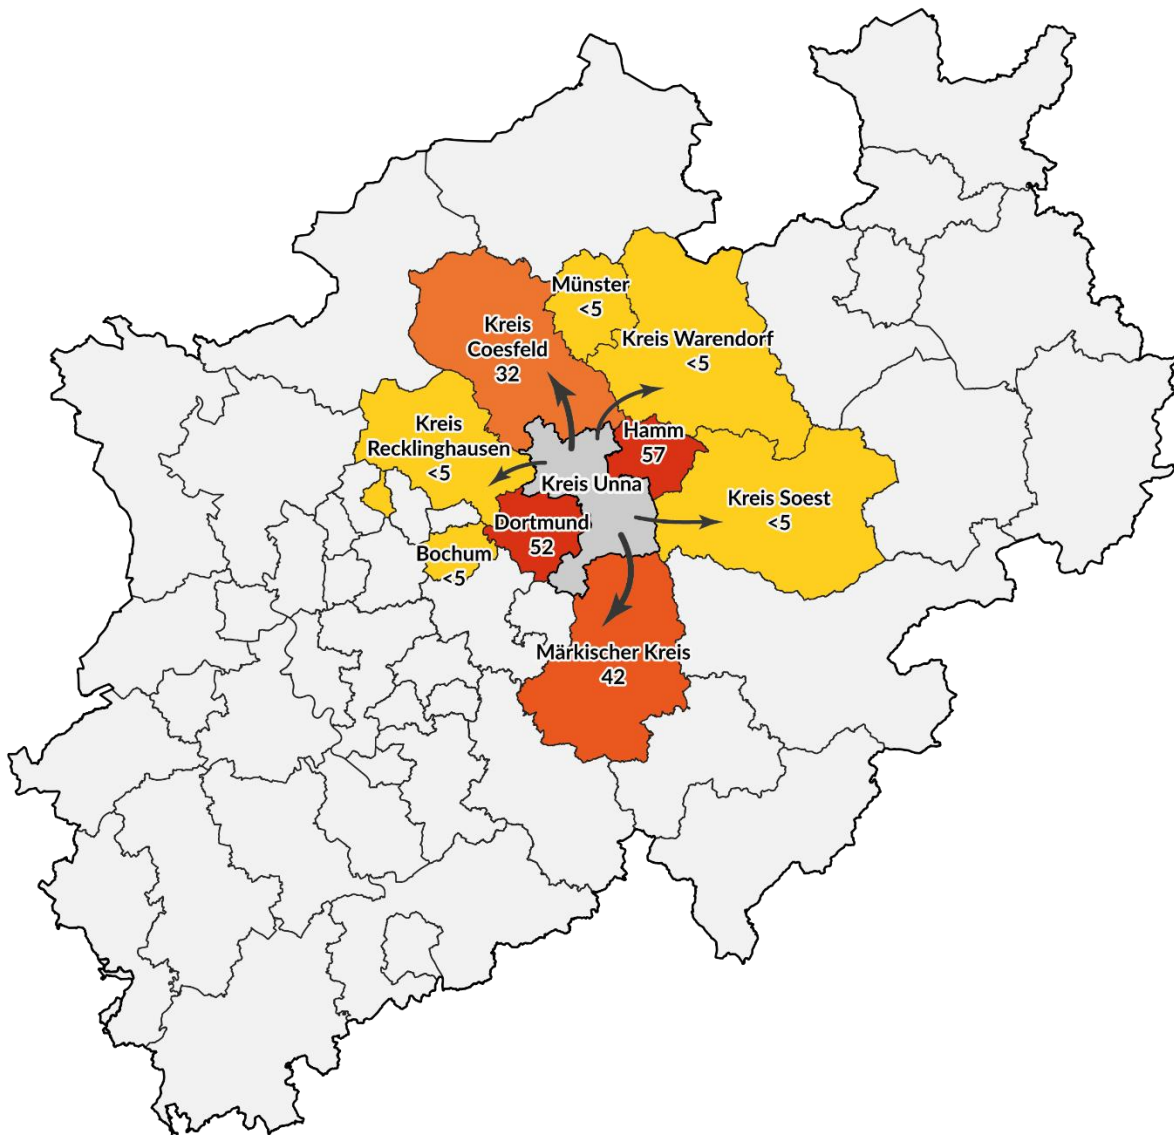 Münster
<5
Kreis
Coesfeld
32
Kreis Warendorf
<5
Kreis
Recklinghausen
<5
Hamm
57
Kreis Unna
Kreis Soest
<5
Dortmund
52
Bochum
<5
Märkischer Kreis
42